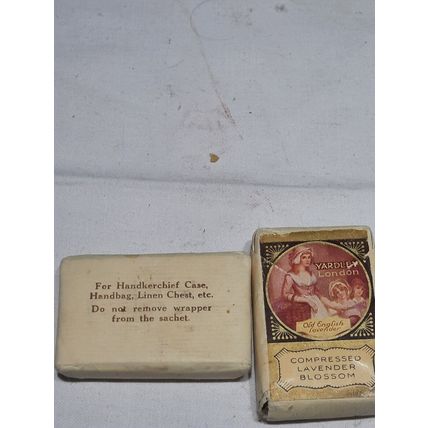 For Handkerchief Case,
Handbag, Linen Chest, etc.
Do not remove wrapper
from the sachet.
YARDLEY
London
Old English
Lavender
COMPRESSED
LAVENDER
BLOSSOM